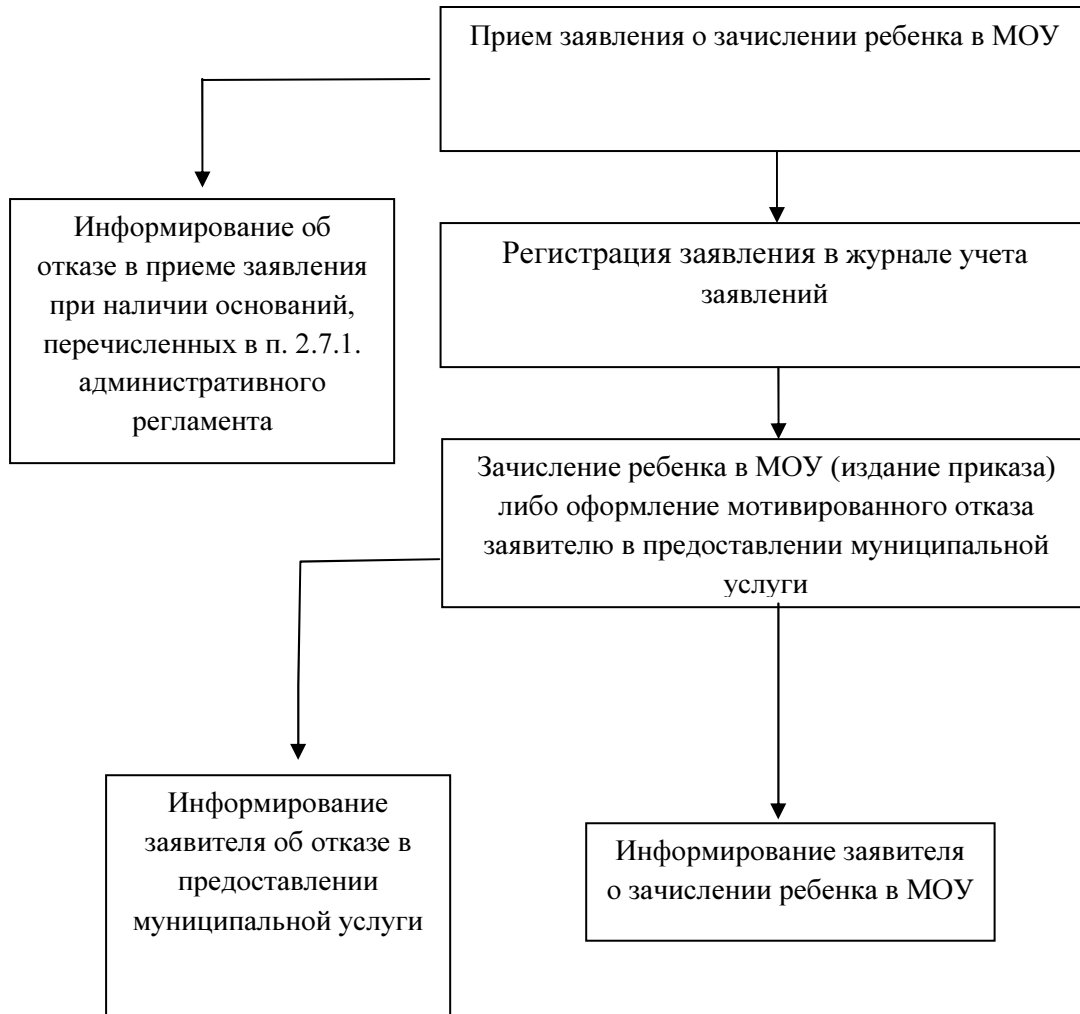 Прием заявления о зачислении ребенка в МОУ
Информирование об
отказе в приеме заявления
при наличии оснований,
перечисленных в п. 2.7.1.
административного
регламента
Регистрация заявления в журнале учета
заявлений
Зачисление ребенка в МОУ (издание приказа)
либо оформление мотивированного отказа
заявителю в предоставлении муниципальной
услуги
Информирование
заявителя об отказе в
предоставлении
муниципальной услуги
Информирование заявителя
о зачислении ребенка в МОУ